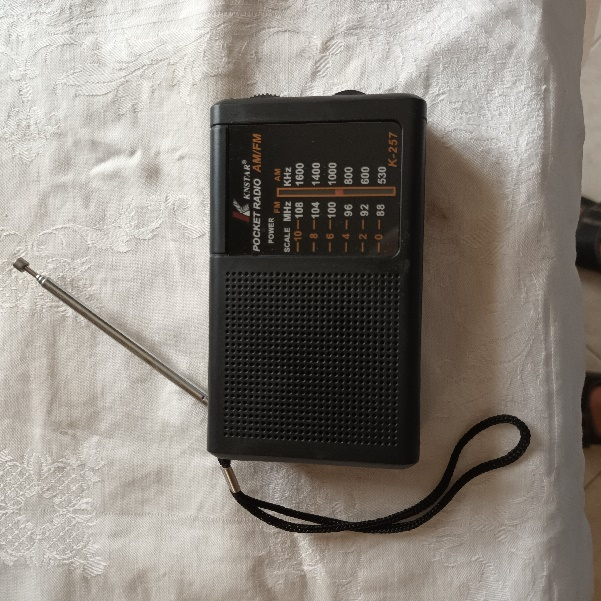 KNSTAR®
POCKET RADIO AM/FM
POWER FM AM
SCALE MHz KHz
10 108 1600
8 104 1400
6 100 1000
4 96 800
2 92 600
0 88 530
K-257